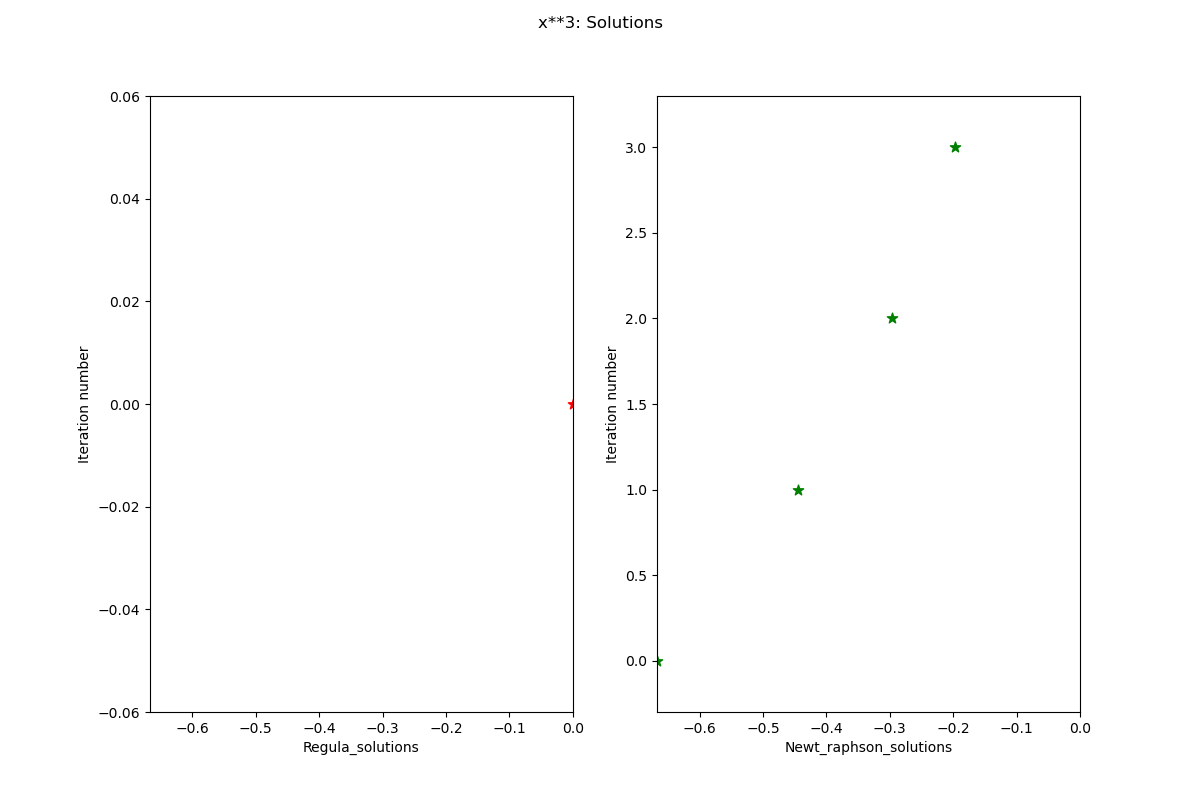 x**3: Solutions
0.06
0.04
0.02
0.00
−0.02
−0.04
−0.06
Iteration number
−0.6 −0.5 −0.4 −0.3 −0.2 −0.1 0.0
Regula_solutions
3.0
2.5
2.0
1.5
1.0
0.5
0.0
Iteration number
−0.6 −0.5 −0.4 −0.3 −0.2 −0.1 0.0
Newt_raphson_solutions